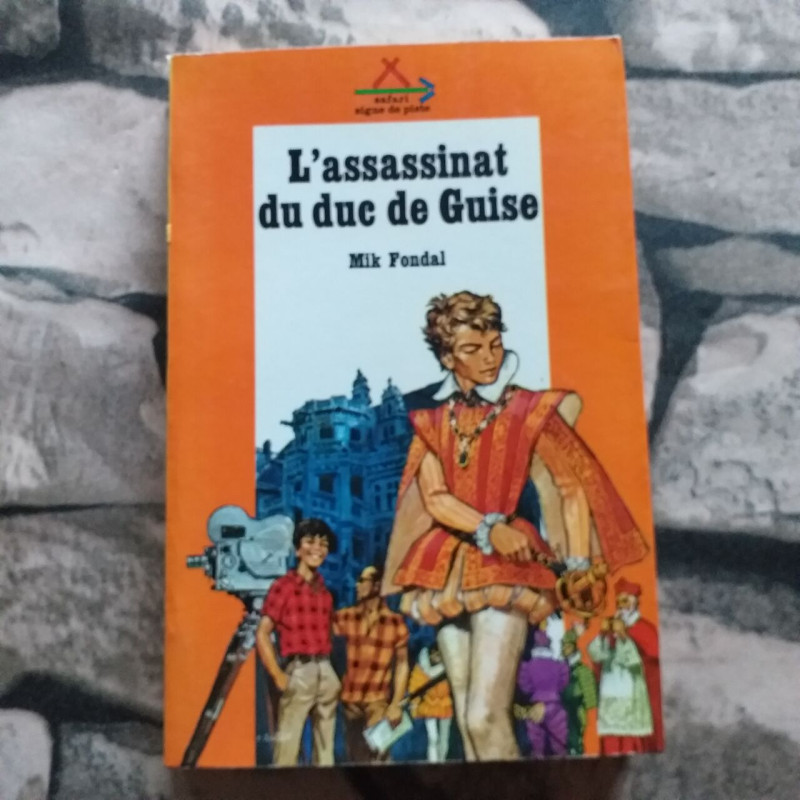 safari
signe de piste
L'assassinat
du duc de Guise
Mik Fondal